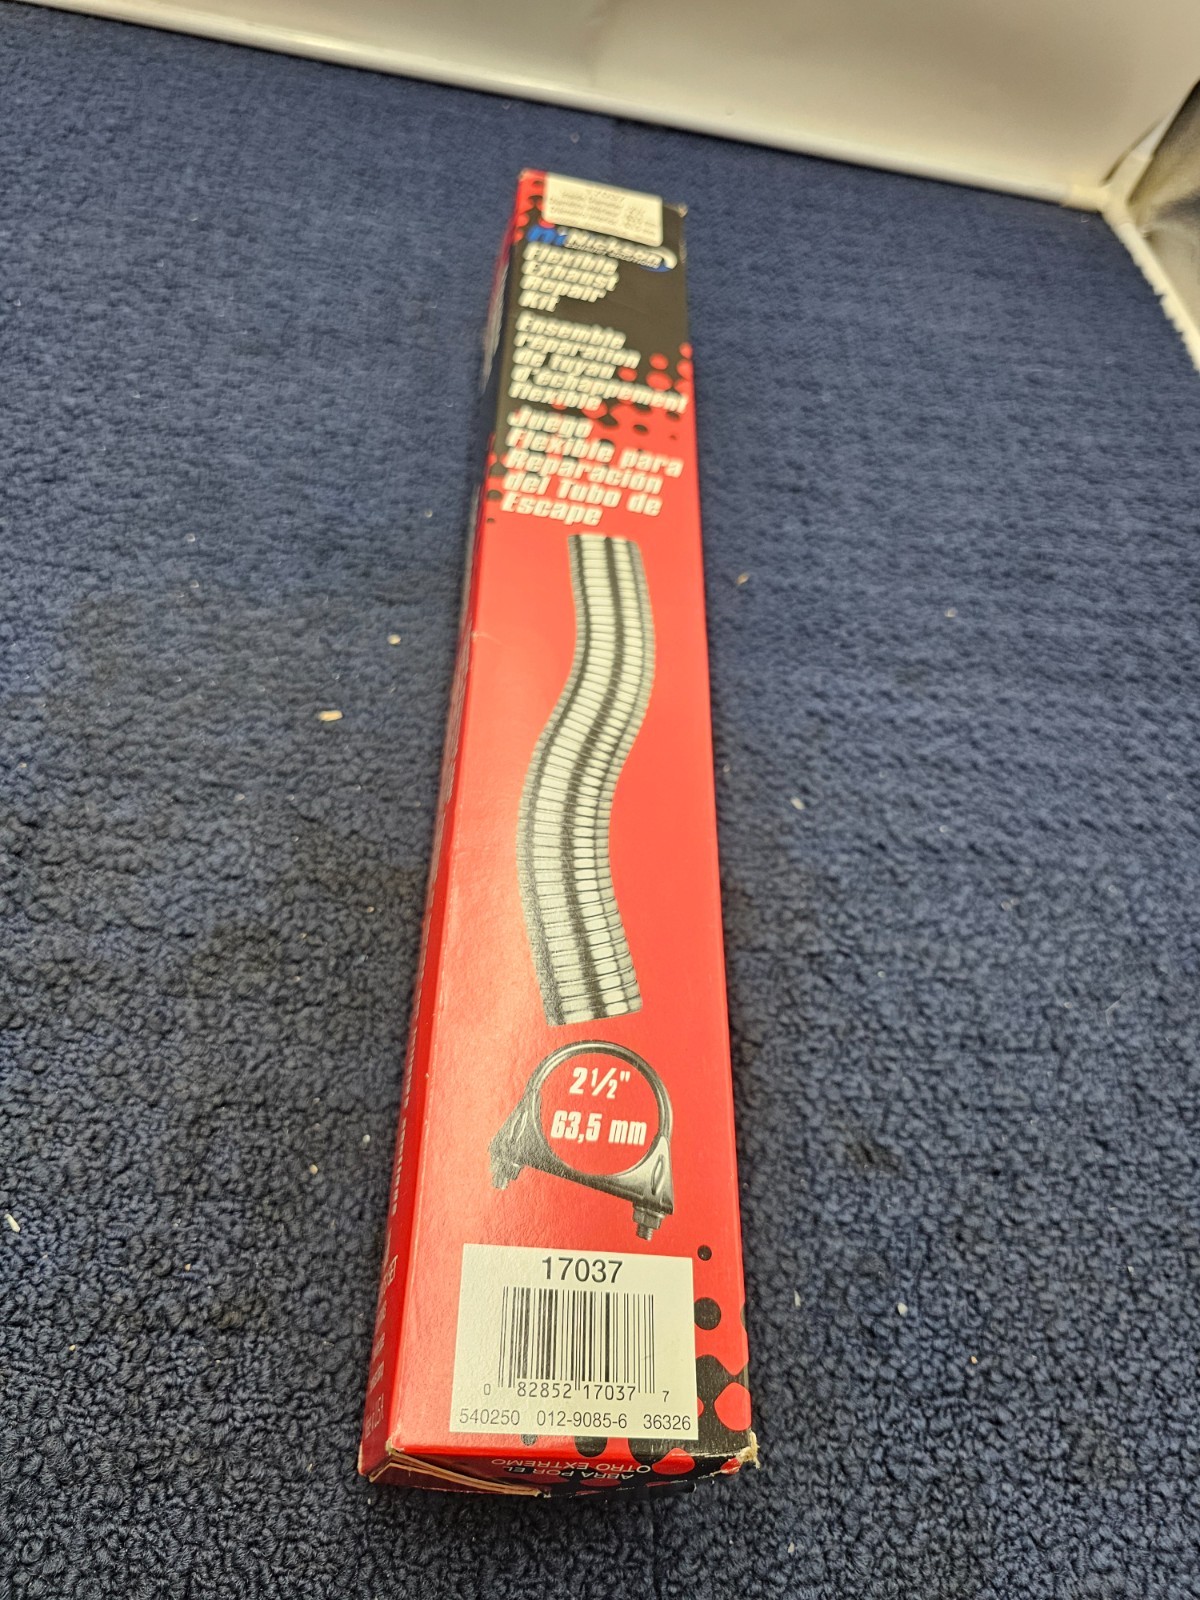 17037
Nickson
Flexible
Exhaust
Repair
Kit
Ensemble
réparation
de tuyau
d'échappement
flexible
Juego
Flexible para
Reparación
del Tubo de
Escape
2 1/2"
63,5 mm
17037
0 82852 17037 7
540250 012-9085-6 36326
ABRA POR EL
OTRO EXTREMO